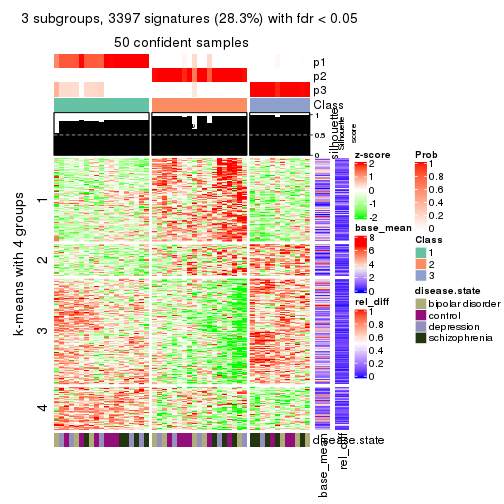 3 subgroups, 3397 signatures (28.3%) with fdr < 0.05
50 confident samples
p1
p2
p3
Class
1
0.5
0
silhouette
Silhouette
score
k-means with 4 groups
1
2
3
4
disease.state
base_mean
rel_diff
z-score
2
1
0
-1
-2
base_mean
8
6
4
2
0
rel_diff
1
0.8
0.6
0.4
0.2
0
Prob
1
0.8
0.6
0.4
0.2
0
Class
1
2
3
disease.state
bipolar disorder
control
depression
schizophrenia